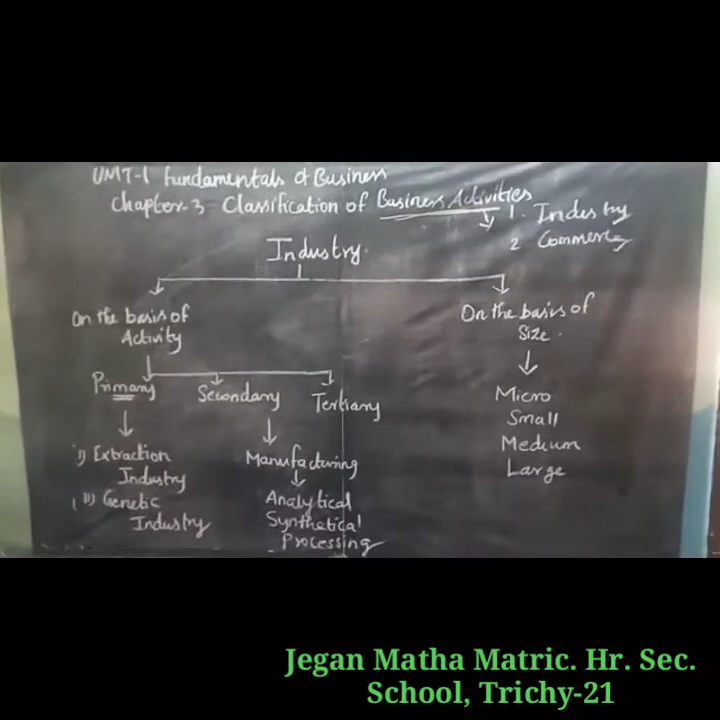 UNIT-1 Fundamentals of Business
Chapter-3 Classification of Business Activities
1. Industry
2 Commerce
Industry
On the basis of
Activity
On the basis of
Size
Primary
Secondary
Tertiary
i) Extraction
Industry
ii) Genetic
Industry
Manufacturing
Analytical
Synthetical
Processing
Micro
Small
Medium
Large
Jegan Matha Matric. Hr. Sec.
School, Trichy-21